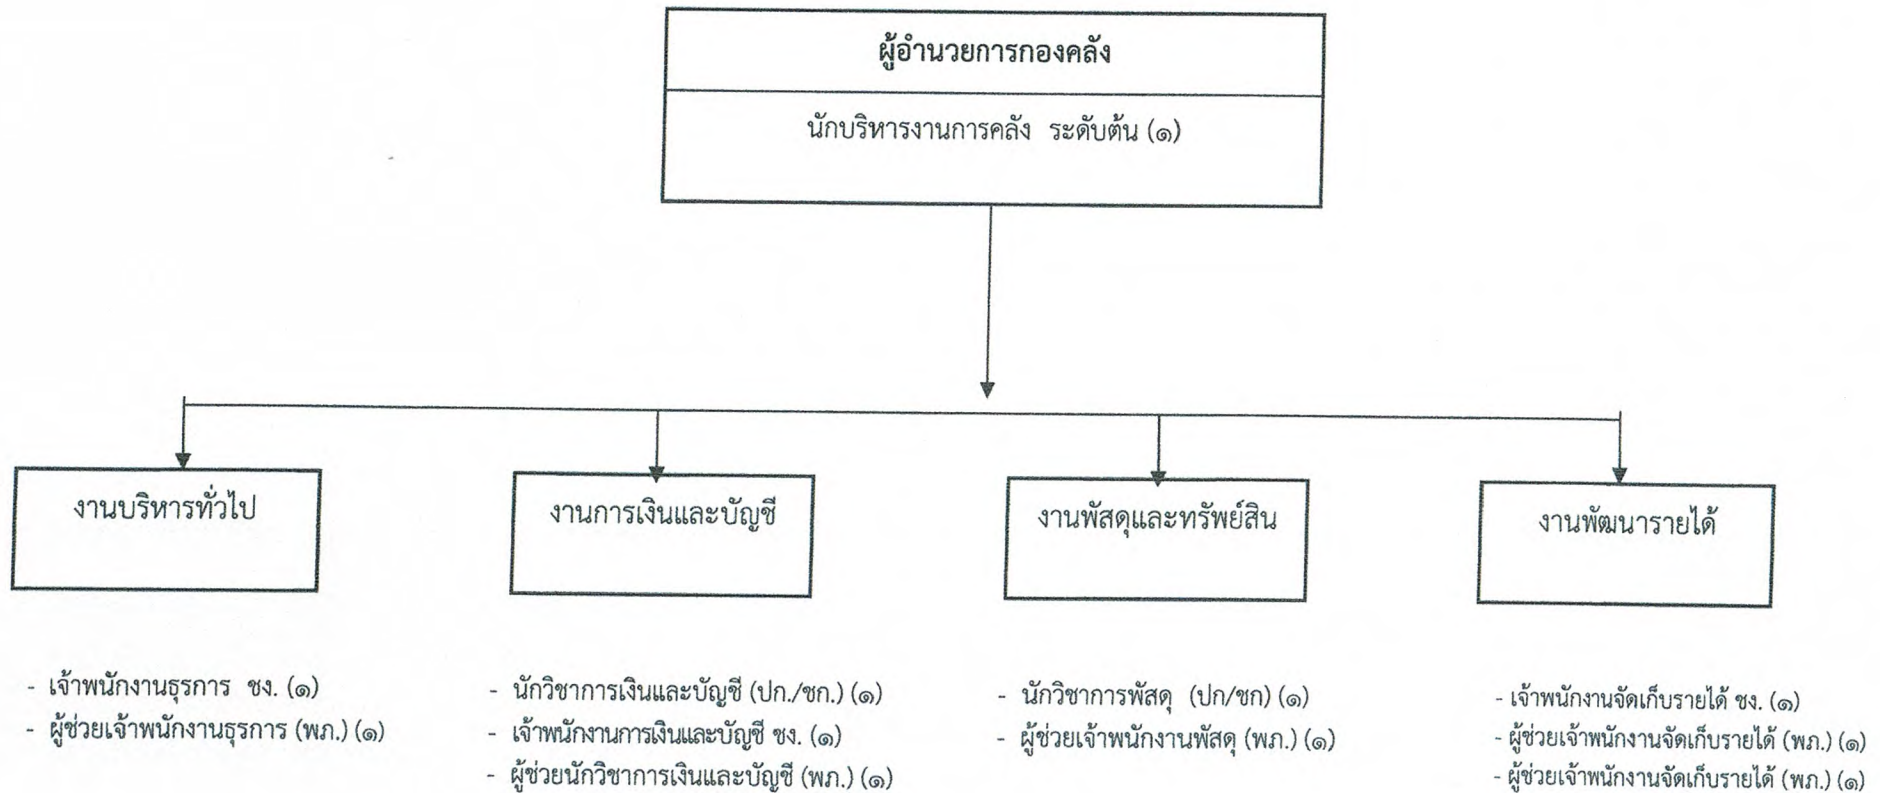 ผู้อำนวยการกองคลัง
นักบริหารงานการคลัง ระดับต้น (๑)
งานบริหารทั่วไป
งานการเงินและบัญชี
งานพัสดุและทรัพย์สิน
งานพัฒนารายได้
- เจ้าพนักงานธุรการ ชง. (๑)
- ผู้ช่วยเจ้าพนักงานธุรการ (พภ.) (๑)
- นักวิชาการเงินและบัญชี (ปก./ชก.) (๑)
- เจ้าพนักงานการเงินและบัญชี ชง. (๑)
- ผู้ช่วยนักวิชาการเงินและบัญชี (พภ.) (๑)
- นักวิชาการพัสดุ (ปก/ชก) (๑)
- ผู้ช่วยเจ้าพนักงานพัสดุ (พภ.) (๑)
- เจ้าพนักงานจัดเก็บรายได้ ชง. (๑)
- ผู้ช่วยเจ้าพนักงานจัดเก็บรายได้ (พภ.) (๑)
- ผู้ช่วยเจ้าพนักงานจัดเก็บรายได้ (พภ.) (๑)